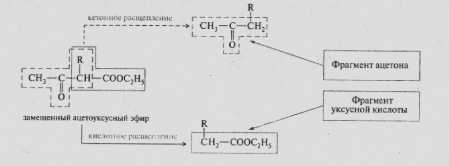 кетонное расщепление
R
CH₃—C—CH₂
O
Фрагмент ацетона
R
CH₃—C—CH—COOC₂H₅
O
замещенный ацетоуксусный эфир
Фрагмент
уксусной кислоты
кислотное расщепление
R
CH₂—COOC₂H₅